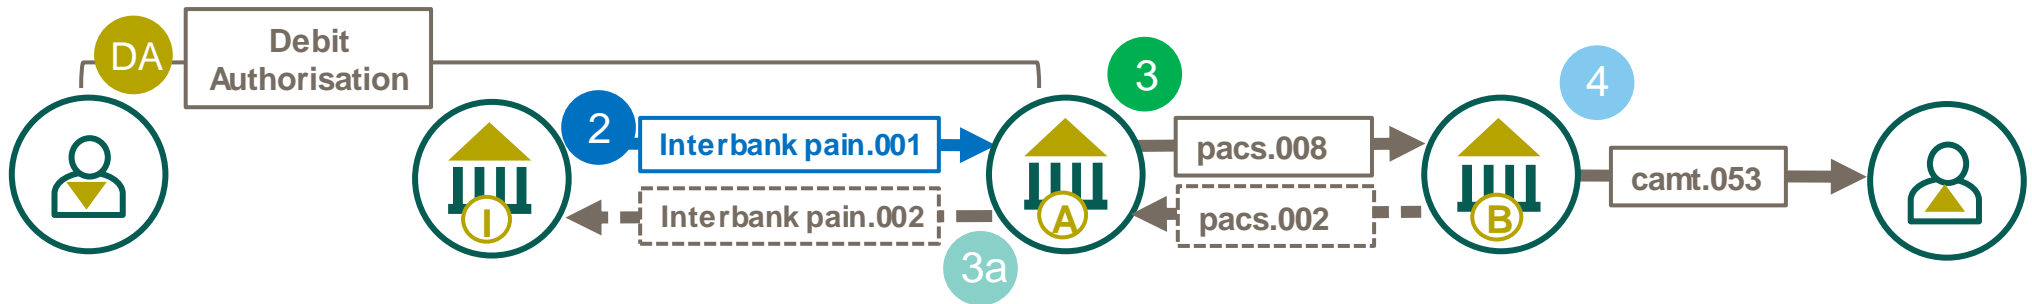 DA
Debit
Authorisation
2
Interbank pain.001
3
pacs.008
4
camt.053
I
A
B
Interbank pain.002
3a
pacs.002